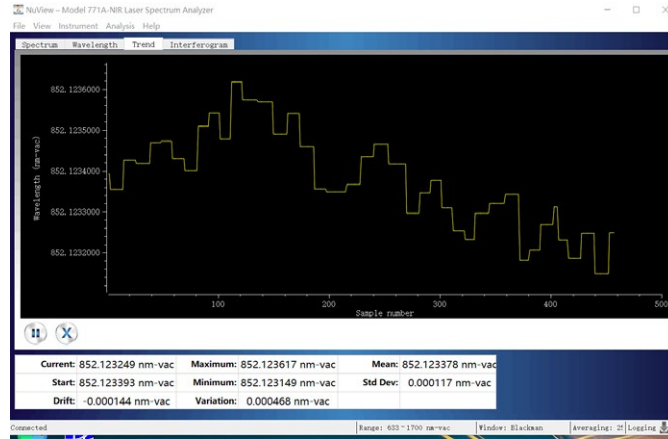 NuView – Model 771A-NIR Laser Spectrum Analyzer
File View Instrument Analysis Help
Spectrum Wavelength Trend Interferogram
852.1236000
852.1235000
852.1234000
852.1233000
852.1232000
Wavelength (nm-vac)
100 200 300 400 500
Sample number
Current: 852.123249 nm-vac Maximum: 852.123617 nm-vac Mean: 852.123378 nm-vac
Start: 852.123393 nm-vac Minimum: 852.123149 nm-vac Std Dev: 0.000117 nm-vac
Drift: -0.000144 nm-vac Variation: 0.000468 nm-vac
Connected Range: 633 ~ 1700 nm-vac Window: Blackman Averaging: Logging